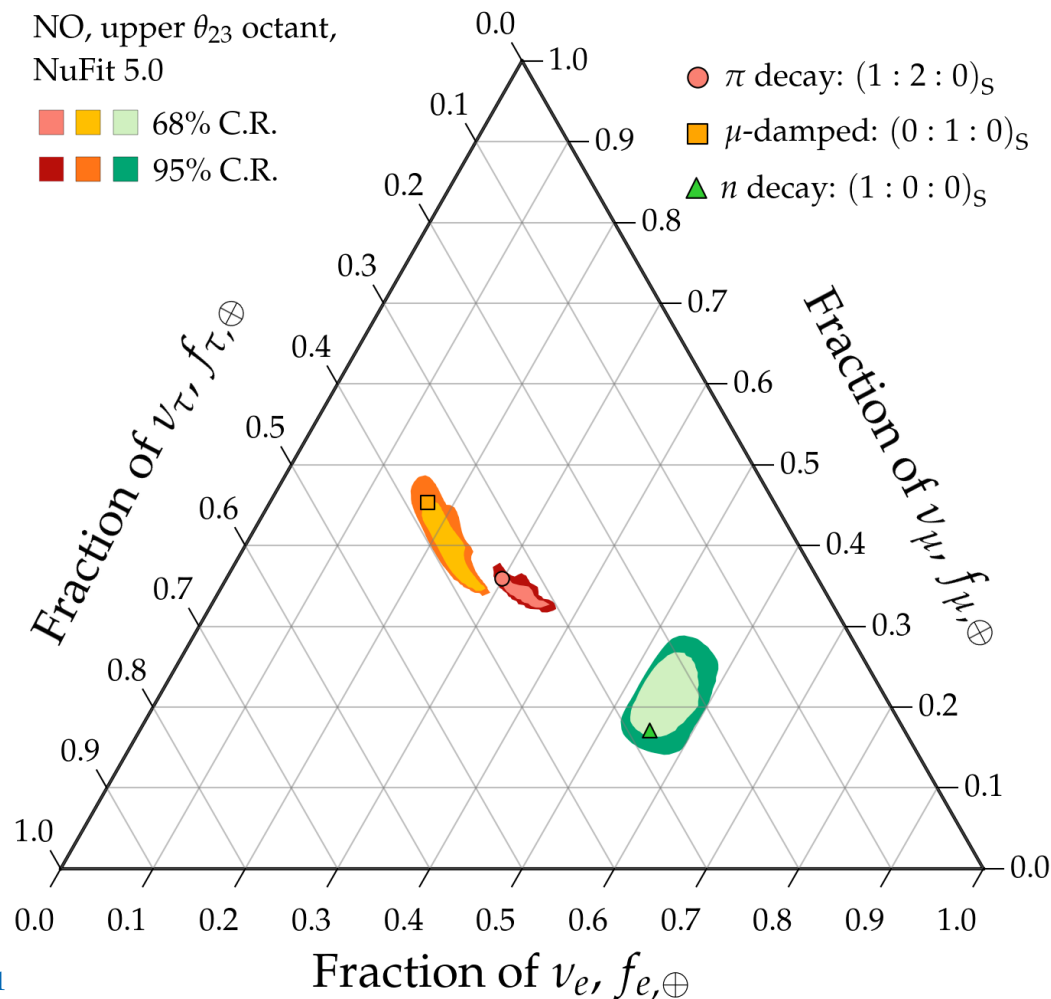 NO, upper θ₂₃ octant,
NuFit 5.0
68% C.R.
95% C.R.
π decay: (1 : 2 : 0)ₛ
μ-damped: (0 : 1 : 0)ₛ
n decay: (1 : 0 : 0)ₛ
0.0
0.1
0.2
0.3
0.4
0.5
0.6
0.7
0.8
0.9
1.0
Fraction of ντ, fτ,⊕
1.0
0.9
0.8
0.7
0.6
0.5
0.4
0.3
0.2
0.1
0.0
Fraction of νμ, fμ,⊕
0.0 0.1 0.2 0.3 0.4 0.5 0.6 0.7 0.8 0.9 1.0
Fraction of νe, fe,⊕